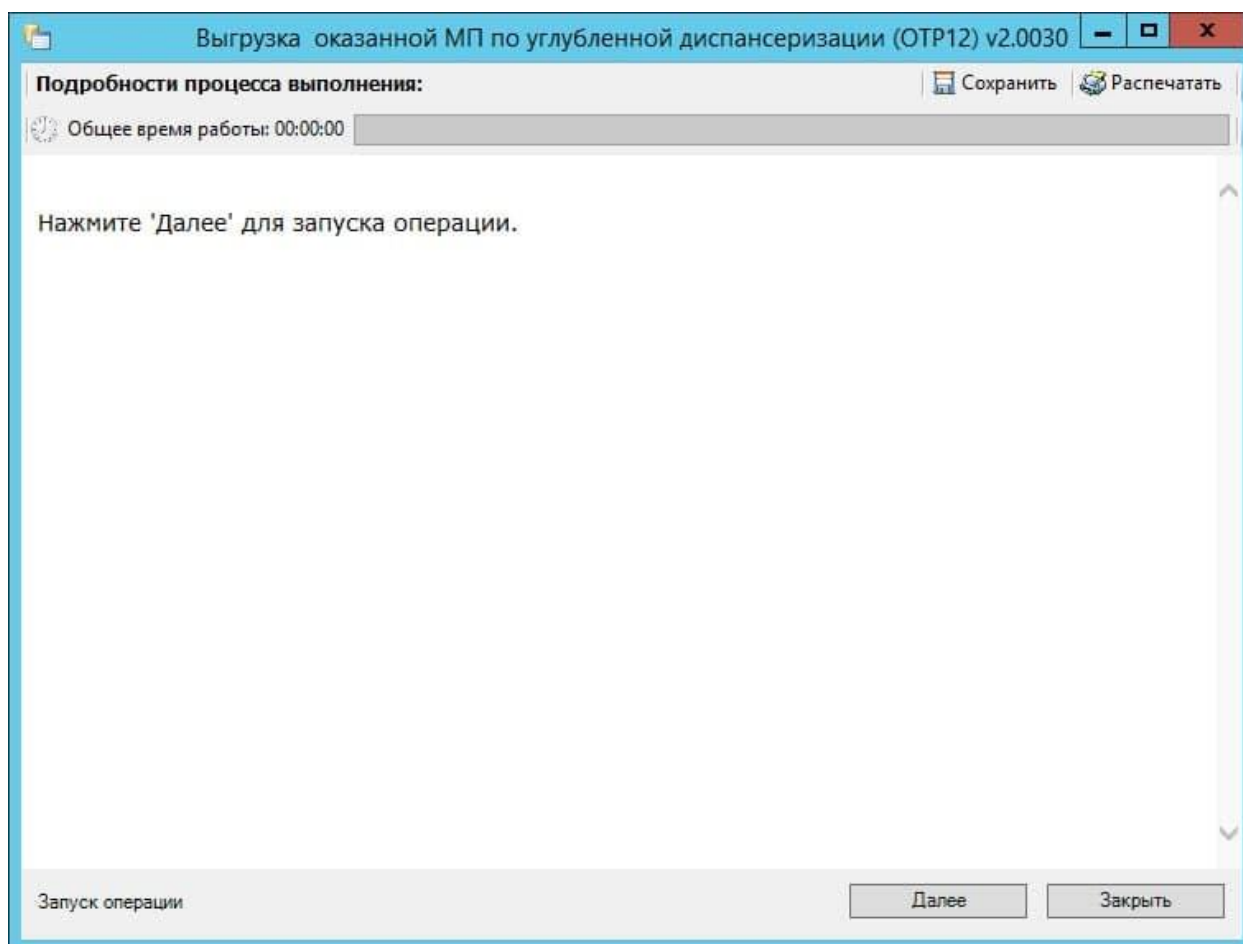 Выгрузка  оказанной МП по углубленной диспансеризации (ОТР12) v2.0030
Подробности процесса выполнения:
Сохранить
Распечатать
Общее время работы: 00:00:00
Нажмите 'Далее' для запуска операции.
Запуск операции
Далее
Закрыть